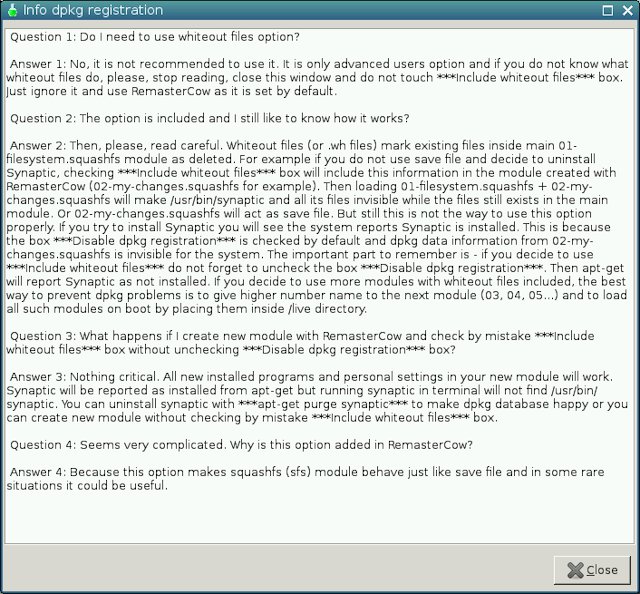 Info dpkg registration
Question 1: Do I need to use whiteout files option?
Answer 1: No, it is not recommended to use it. It is only advanced users option and if you do not know what
whiteout files do, please, stop reading, close this window and do not touch ***Include whiteout files*** box.
Just ignore it and use RemasterCow as it is set by default.
Question 2: The option is included and I still like to know how it works?
Answer 2: Then, please, read careful. Whiteout files (or .wh files) mark existing files inside main 01-
filesystem.squashfs module as deleted. For example if you do not use save file and decide to uninstall
Synaptic, checking ***Include whiteout files*** box will include this information in the module created with
RemasterCow (02-my-changes.squashfs for example). Then loading 01-filesystem.squashfs + 02-my-
changes.squashfs will make /usr/bin/synaptic and all its files invisible while the files still exists in the main
module. Or 02-my-changes.squashfs will act as save file. But still this is not the way to use this option
properly. If you try to install Synaptic you will see the system reports Synaptic is installed. This is because
the box ***Disable dpkg registration*** is checked by default and dpkg data information from 02-my-
changes.squashfs is invisible for the system. The important part to remember is - if you decide to use
***Include whiteout files*** do not forget to uncheck the box ***Disable dpkg registration***. Then apt-get
will report Synaptic as not installed. If you decide to use more modules with whiteout files included, the best
way to prevent dpkg problems is to give higher number name to the next module (03, 04, 05...) and to load
all such modules on boot by placing them inside /live directory.
Question 3: What happens if I create new module with RemasterCow and check by mistake ***Include
whiteout files*** box without unchecking ***Disable dpkg registration*** box?
Answer 3: Nothing critical. All new installed programs and personal settings in your new module will work.
Synaptic will be reported as installed from apt-get but running synaptic in terminal will not find /usr/bin/
synaptic. You can uninstall synaptic with ***apt-get purge synaptic*** to make dpkg database happy or you
can create new module without checking by mistake ***Include whiteout files*** box.
Question 4: Seems very complicated. Why is this option added in RemasterCow?
Answer 4: Because this option makes squashfs (sfs) module behave just like save file and in some rare
situations it could be useful.
Close